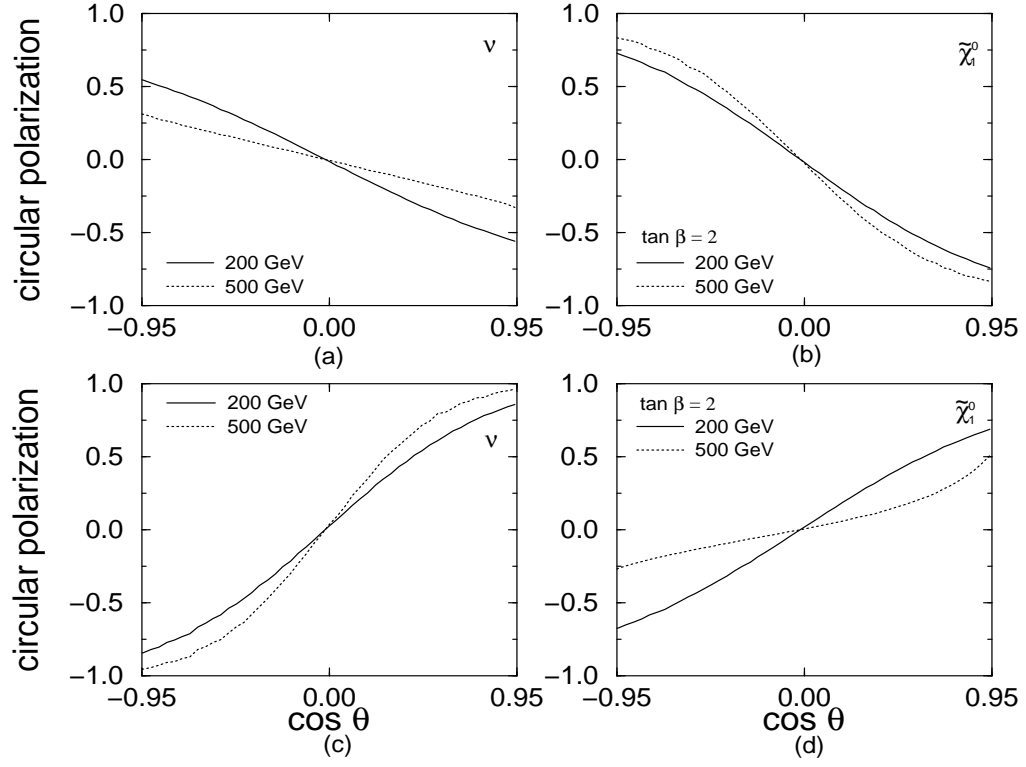 circular polarization
1.0
0.5
0.0
−0.5
−1.0
ν
200 GeV
500 GeV
−0.95 0.00 0.95
(a)
1.0
0.5
0.0
−0.5
−1.0
χ̃⁰₁
tan β = 2
200 GeV
500 GeV
−0.95 0.00 0.95
(b)
circular polarization
1.0
0.5
0.0
−0.5
−1.0
200 GeV
500 GeV
ν
−0.95 0.00 0.95
cos θ
(c)
1.0
0.5
0.0
−0.5
−1.0
tan β = 2
200 GeV
500 GeV
χ̃⁰₁
−0.95 0.00 0.95
cos θ
(d)